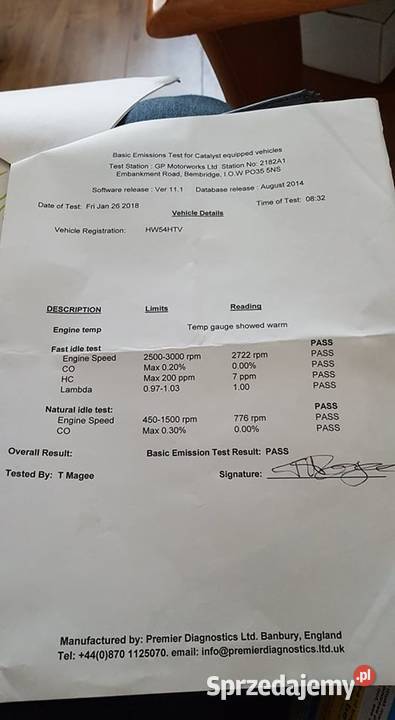 Basic Emissions Test for Catalyst equipped vehicles
Test Station : GP Motorworks Ltd Station No: 2182A1
Embankment Road, Bembridge, I.O.W PO35 5NS
Software release : Ver 11.1 Database release : August 2014
Date of Test: Fri Jan 26 2018 Time of Test: 08:32
Vehicle Details
Vehicle Registration: HW54HTV
DESCRIPTION Limits Reading
Engine temp Temp gauge showed warm
Fast idle test PASS
Engine Speed 2500-3000 rpm 2722 rpm PASS
CO Max 0.20% 0.00% PASS
HC Max 200 ppm 7 ppm PASS
Lambda 0.97-1.03 1.00 PASS
Natural idle test: PASS
Engine Speed 450-1500 rpm 776 rpm PASS
CO Max 0.30% 0.00% PASS
Overall Result: Basic Emission Test Result: PASS
Tested By: T Magee Signature:
Manufactured by: Premier Diagnostics Ltd. Banbury, England
Tel: +44(0)870 1125070. email: info@premierdiagnostics.ltd.uk
Sprzedajemy.pl